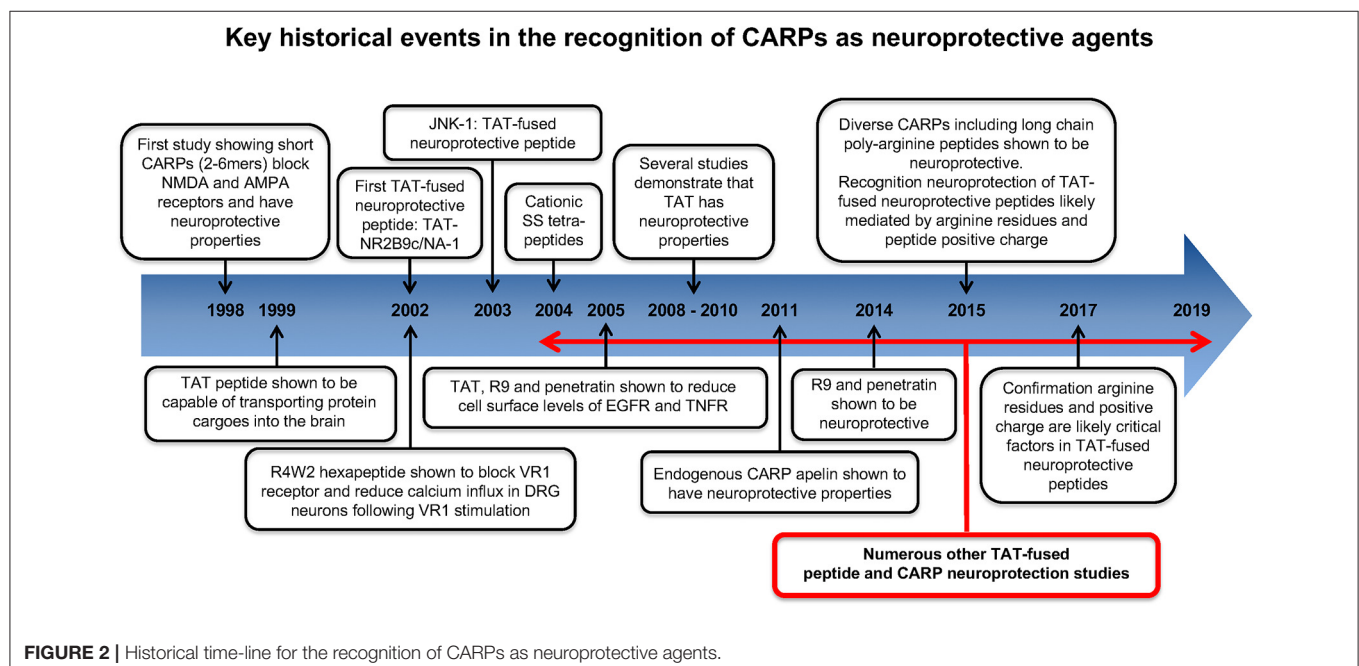 Key historical events in the recognition of CARPs as neuroprotective agents
First study showing short
CARPs (2-6mers) block
NMDA and AMPA
receptors and have
neuroprotective
properties
First TAT-fused
neuroprotective
peptide: TAT-
NR2B9c/NA-1
JNK-1: TAT-fused
neuroprotective peptide
Cationic
SS tetra-
peptides
Several studies
demonstrate that
TAT has
neuroprotective
properties
Diverse CARPs including long chain
poly-arginine peptides shown to be
neuroprotective.
Recognition neuroprotection of TAT-
fused neuroprotective peptides likely
mediated by arginine residues and
peptide positive charge
1998 1999 2002 2003 2004 2005 2008 - 2010 2011 2014 2015 2017 2019
TAT peptide shown to be
capable of transporting protein
cargoes into the brain
R4W2 hexapeptide shown to block VR1
receptor and reduce calcium influx in DRG
neurons following VR1 stimulation
TAT, R9 and penetratin shown to reduce
cell surface levels of EGFR and TNFR
Endogenous CARP apelin shown to
have neuroprotective properties
R9 and penetratin
shown to be
neuroprotective
Confirmation arginine
residues and positive
charge are likely critical
factors in TAT-fused
neuroprotective
peptides
Numerous other TAT-fused
peptide and CARP neuroprotection studies
FIGURE 2 | Historical time-line for the recognition of CARPs as neuroprotective agents.